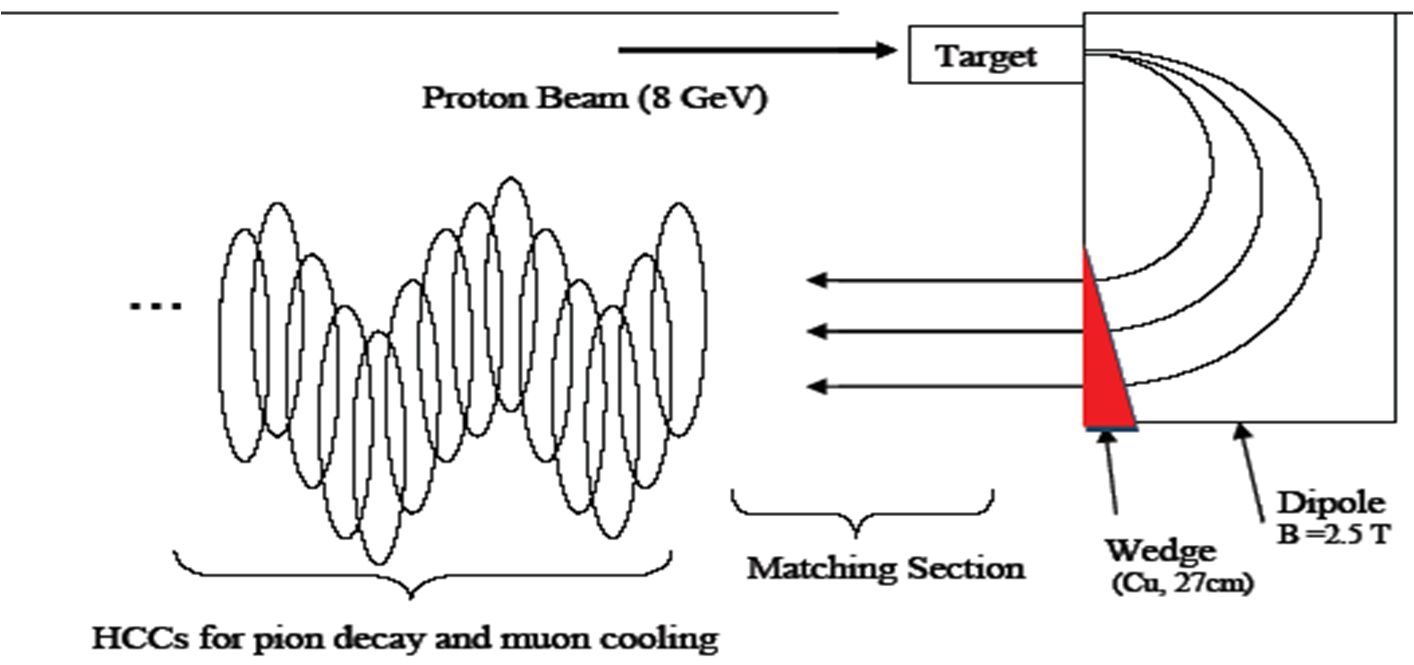 Target
Proton Beam (8 GeV)
...
Dipole
B =2.5 T
Wedge
(Cu, 27cm)
Matching Section
HCCs for pion decay and muon cooling